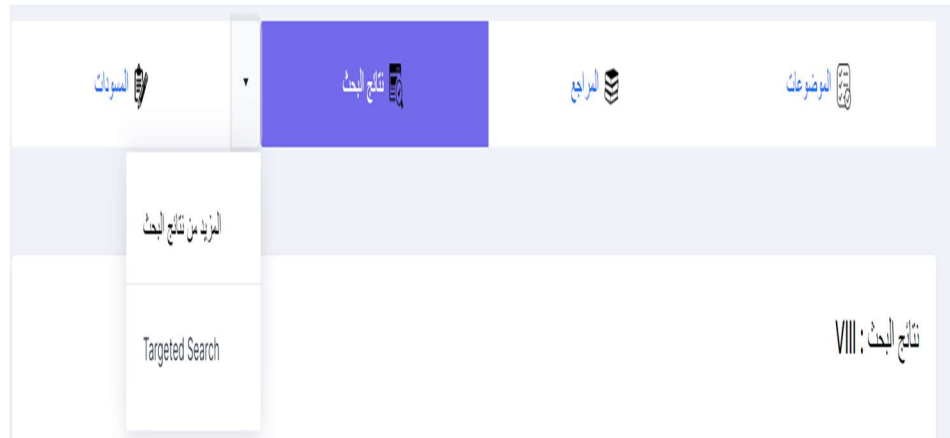 الموضوعات
المراجع
نتائج البحث
المسودات
المزيد من نتائج البحث
Targeted Search
نتائج البحث : VIII